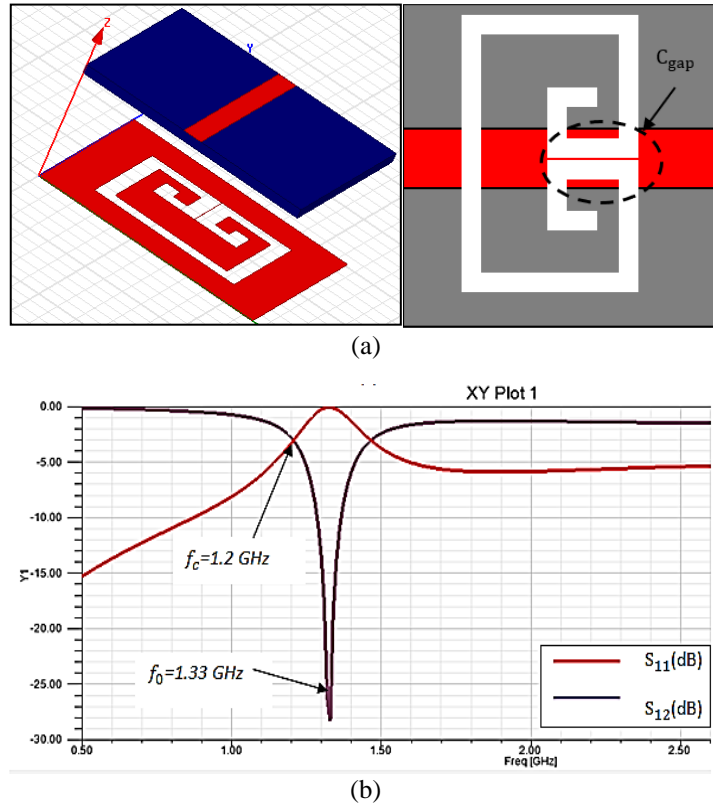 Z
Y
C_gap
(a)
XY Plot 1
0.00
-5.00
-10.00
-15.00
-20.00
-25.00
-30.00
Y1
f_c=1.2 GHz
f_0=1.33 GHz
S_11(dB)
S_12(dB)
0.50
1.00
1.50
2.00
2.50
Freq [GHz]
(b)